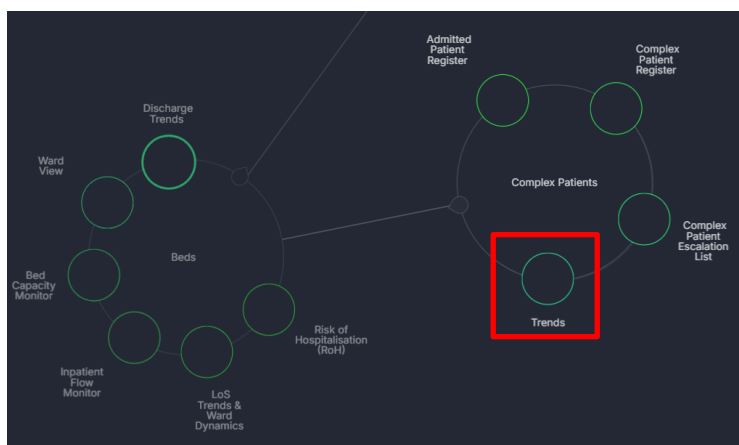 Admitted
Patient
Register
Complex
Patient
Register
Discharge
Trends
Ward
View
Complex Patients
Complex
Patient
Escalation
List
Beds
Bed
Capacity
Monitor
Trends
Risk of
Hospitalisation
(RoH)
Inpatient
Flow
Monitor
LoS
Trends &
Ward
Dynamics